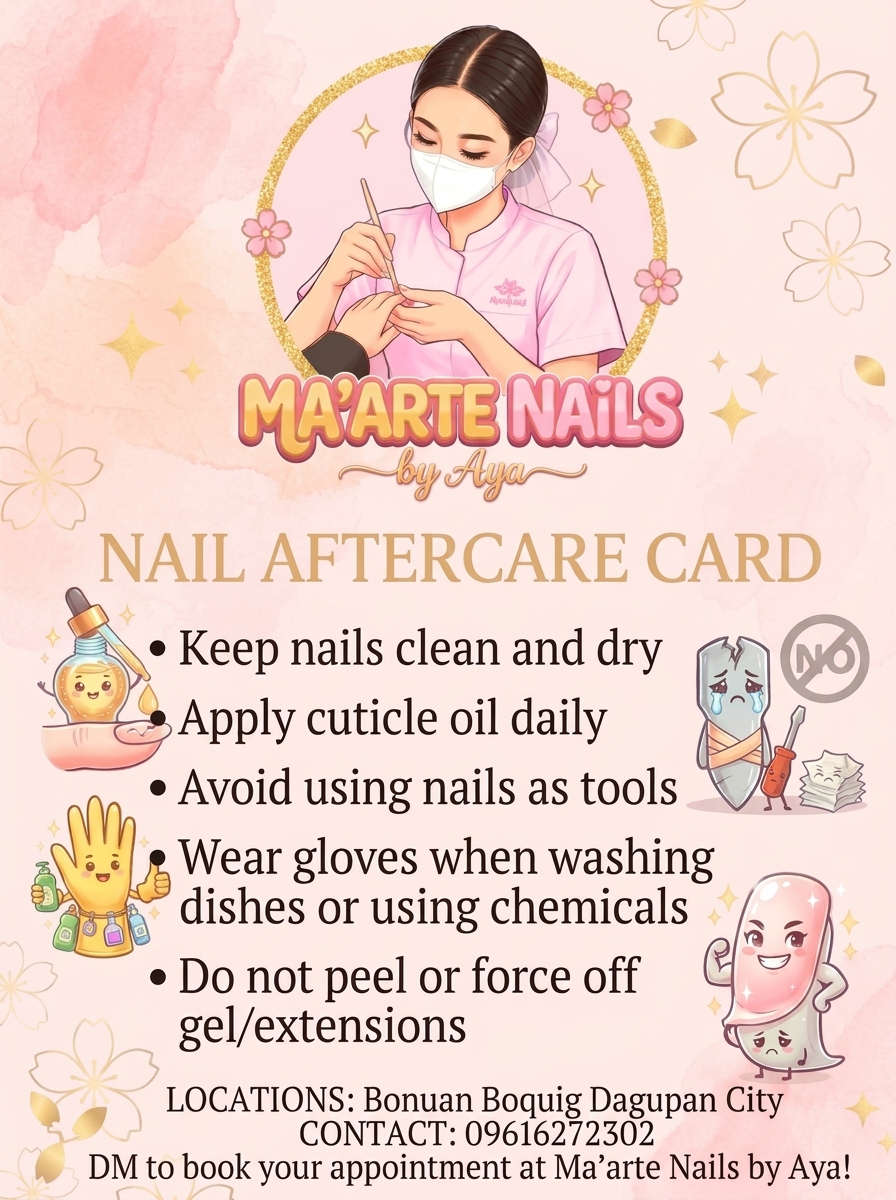 MA'ARTE NAiLS
by Aya
NAIL AFTERCARE CARD
• Keep nails clean and dry
NO
• Apply cuticle oil daily
• Avoid using nails as tools
• Wear gloves when washing
dishes or using chemicals
• Do not peel or force off
gel/extensions
LOCATIONS: Bonuan Boquig Dagupan City
CONTACT: 09616272302
DM to book your appointment at Ma'arte Nails by Aya!